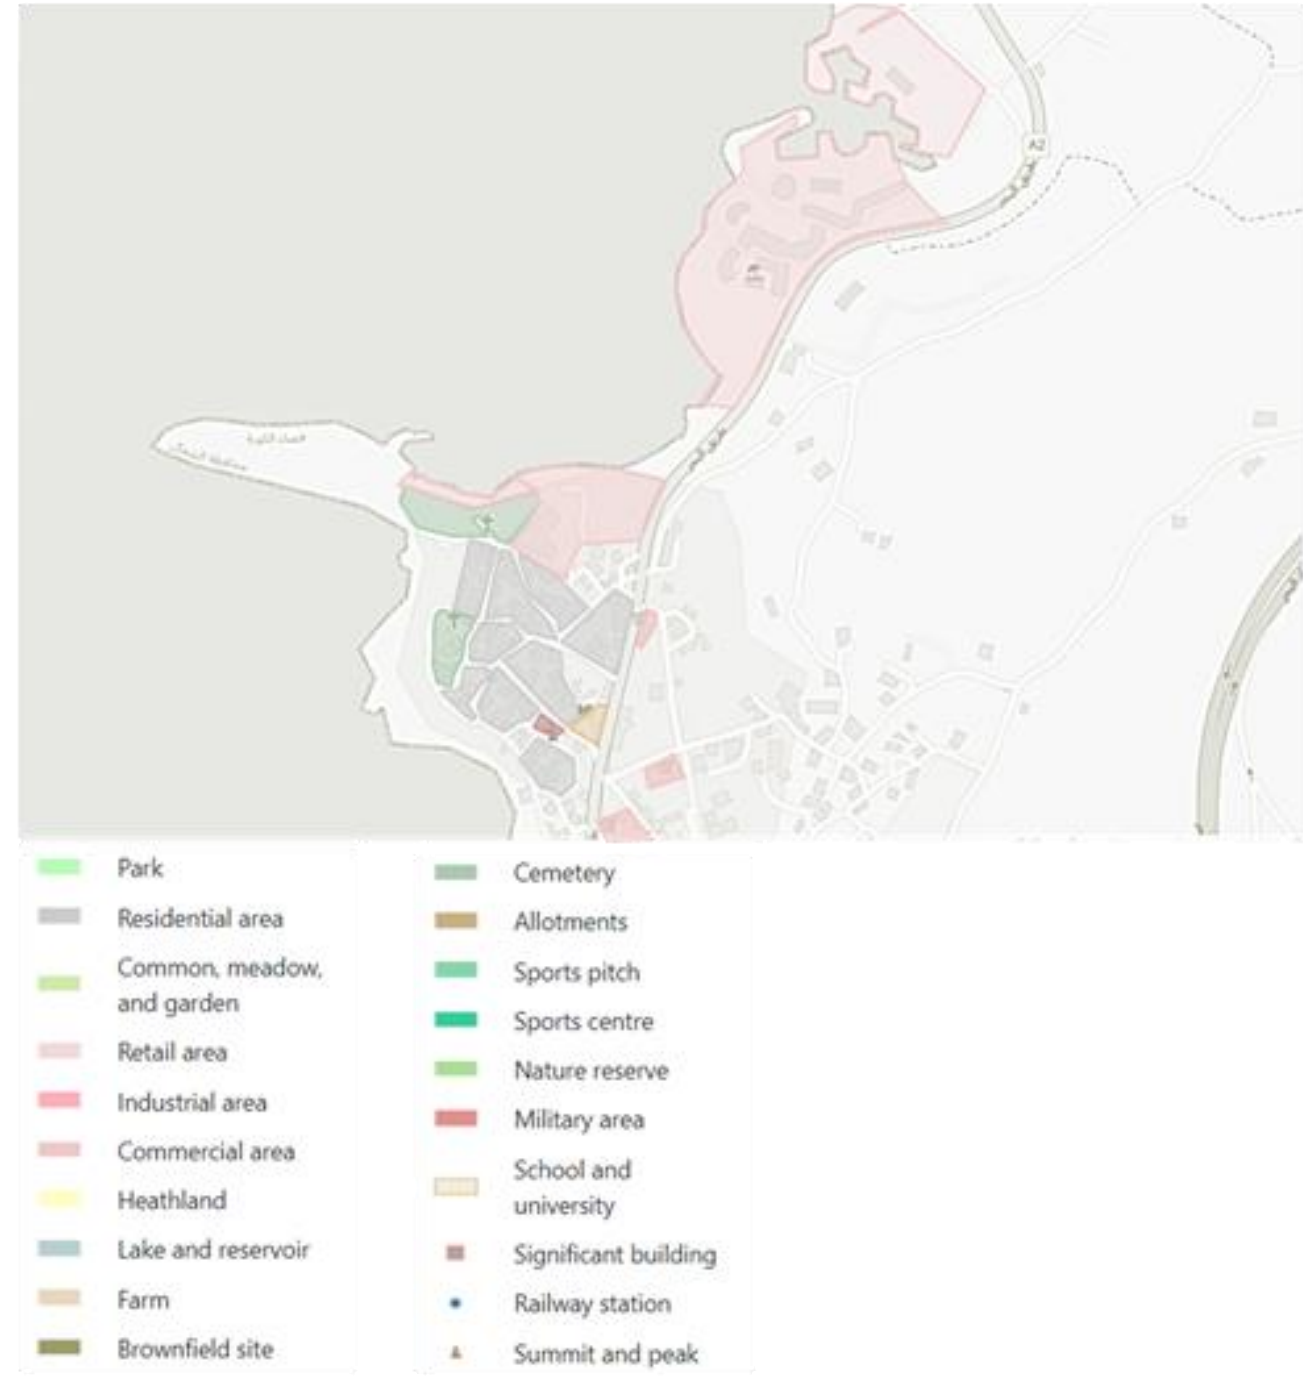 A2
قضاء الكورة
Park
Residential area
Common, meadow,
and garden
Retail area
Industrial area
Commercial area
Heathland
Lake and reservoir
Farm
Brownfield site
Cemetery
Allotments
Sports pitch
Sports centre
Nature reserve
Military area
School and
university
Significant building
Railway station
Summit and peak